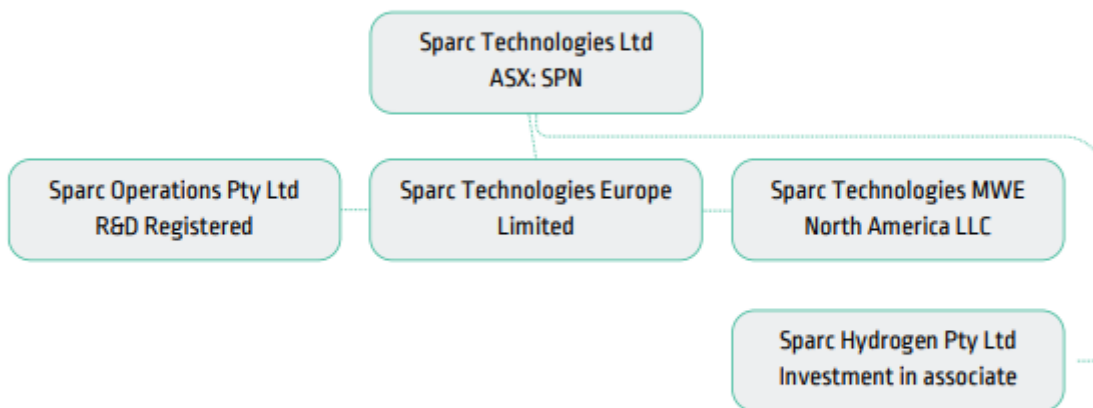 Sparc Technologies Ltd
ASX: SPN
Sparc Operations Pty Ltd
R&D Registered
Sparc Technologies Europe
Limited
Sparc Technologies MWE
North America LLC
Sparc Hydrogen Pty Ltd
Investment in associate